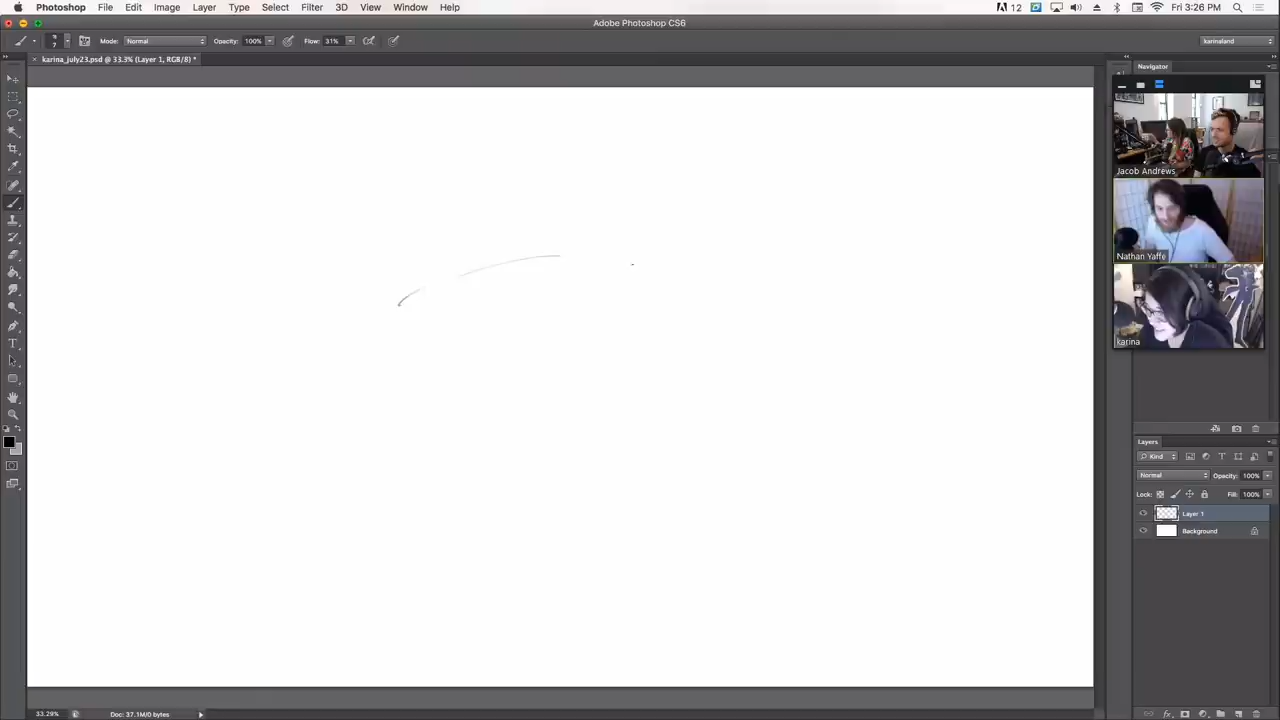 Photoshop File Edit Image Layer Type Select Filter 3D View Window Help 12 Fri 3:26 PM
Adobe Photoshop CS6
7 Mode: Normal Opacity: 100% Flow: 31% karinaland
× karina_july23.psd @ 33.3% (Layer 1, RGB/8) *
Navigator
Jacob Andrews
Nathan Yaffe
karina
Layers
Kind
Normal Opacity: 100%
Lock: Fill: 100%
Layer 1
Background
33.29% Doc: 37.1M/0 bytes